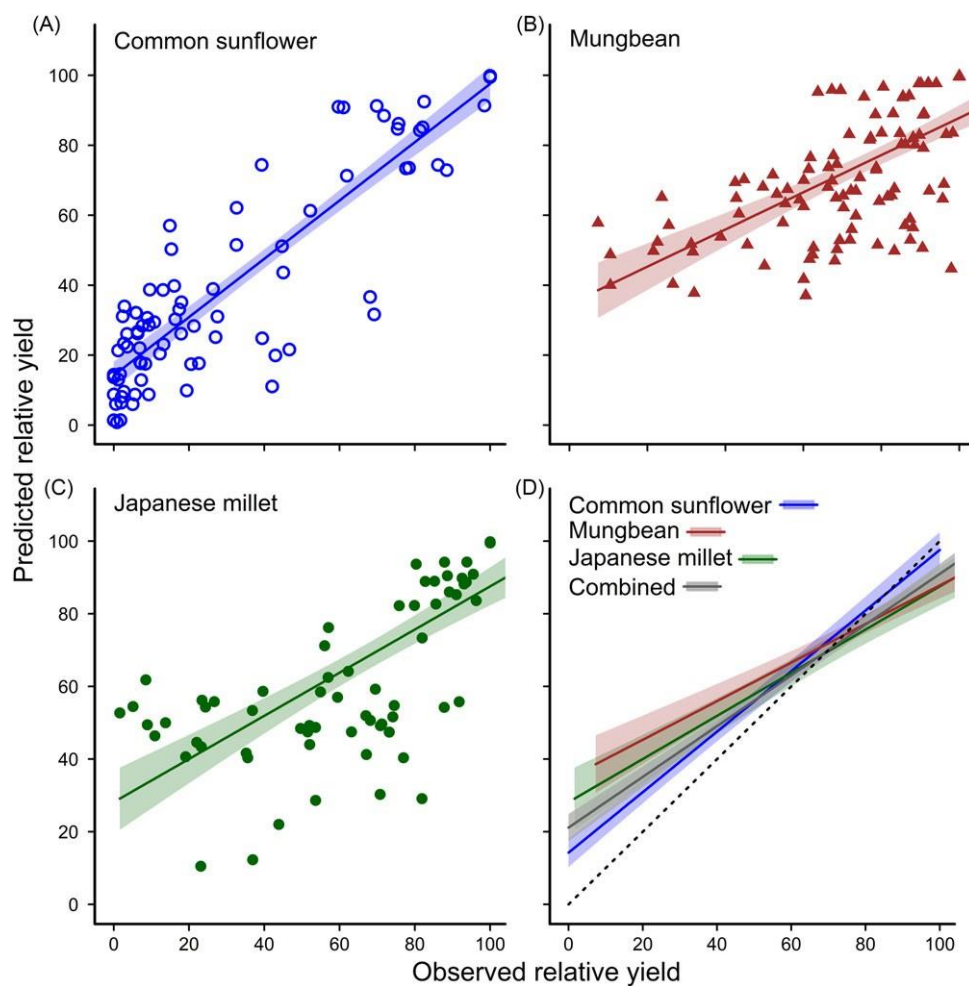 (A)
Common sunflower
100
80
60
40
20
0
(B)
Mungbean
Predicted relative yield
(C)
Japanese millet
100
80
60
40
20
0
0 20 40 60 80 100
(D)
Common sunflower
Mungbean
Japanese millet
Combined
0 20 40 60 80 100
Observed relative yield